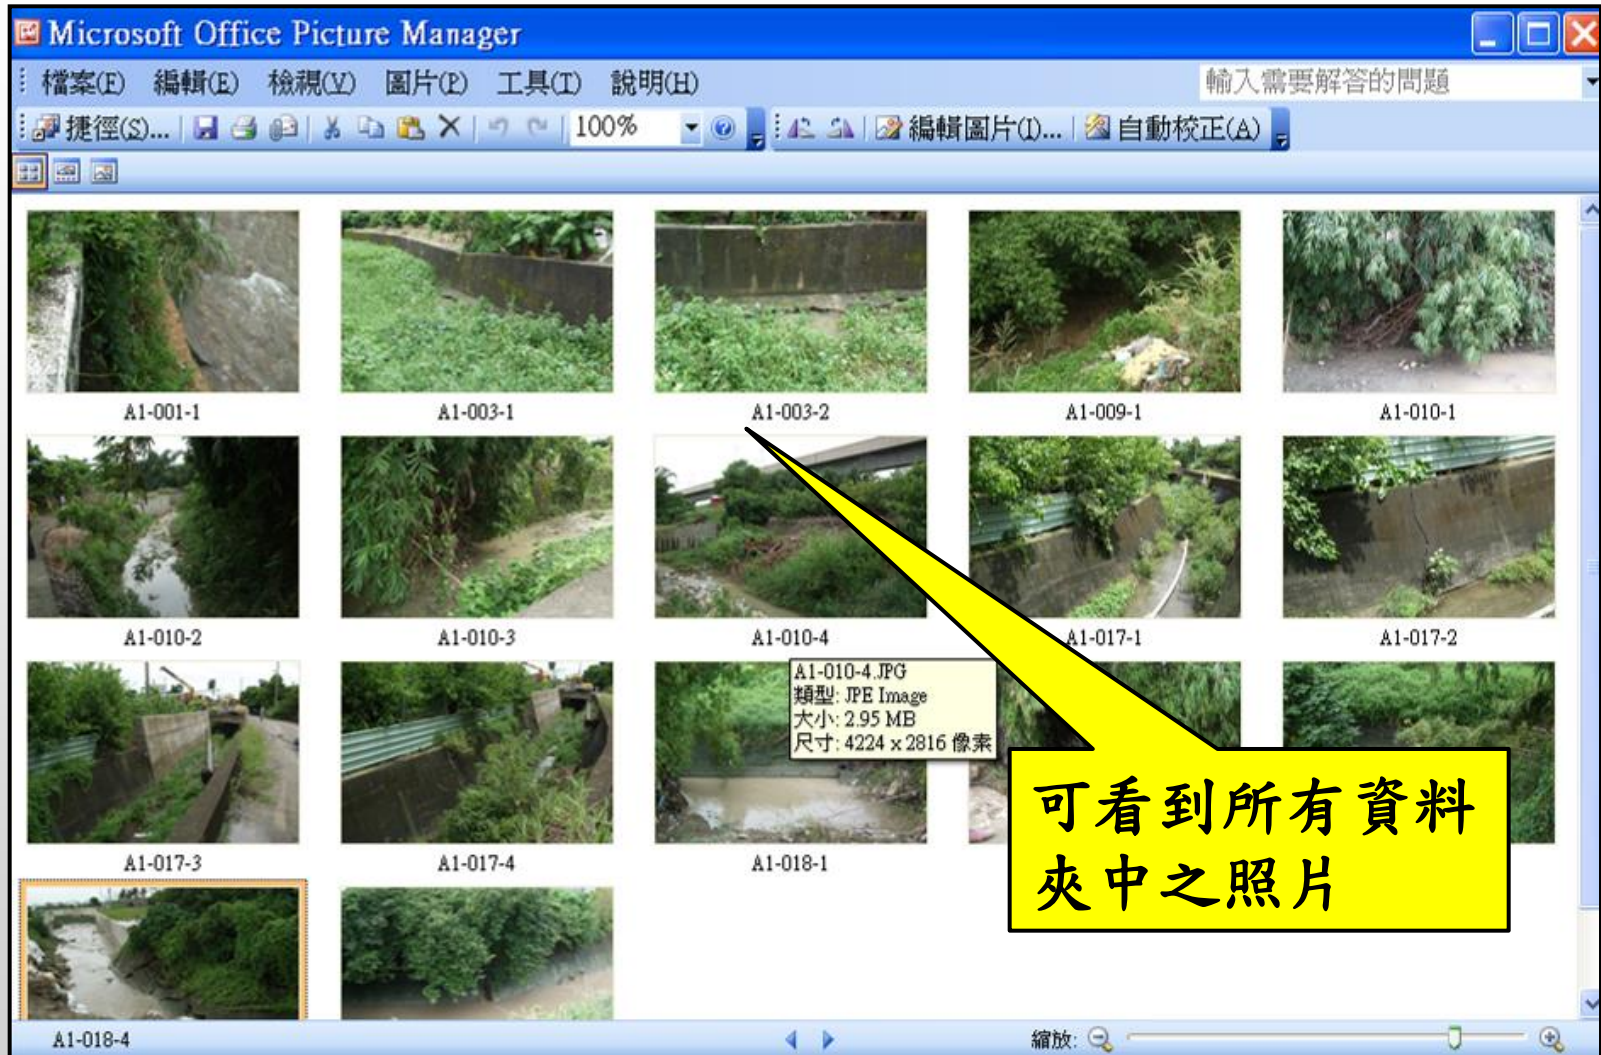 Microsoft Office Picture Manager
檔案(F) 編輯(E) 檢視(V) 圖片(P) 工具(T) 說明(H) 輸入需要解答的問題
捷徑(S)... 100% 編輯圖片(I)... 自動校正(A)
A1-001-1 A1-003-1 A1-003-2 A1-009-1 A1-010-1
A1-010-2 A1-010-3 A1-010-4 A1-017-1 A1-017-2
A1-010-4.JPG
類型: JPE Image
大小: 2.95 MB
尺寸: 4224 x 2816 像素
可看到所有資料
夾中之照片
A1-017-3 A1-017-4 A1-018-1
A1-018-4 縮放: